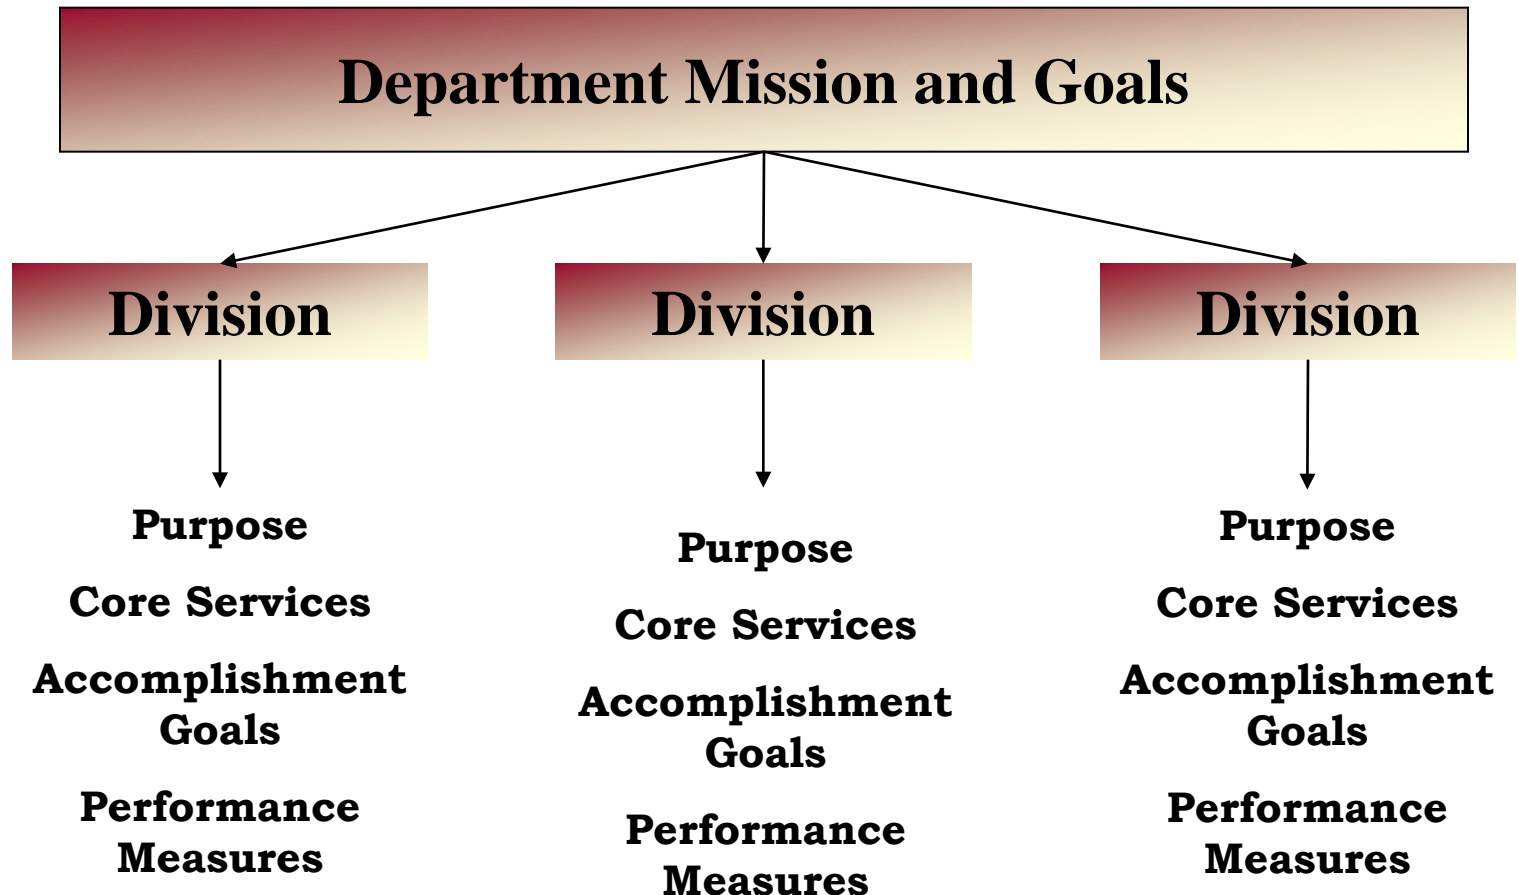 Department Mission and Goals
Division
Division
Division
Purpose
Core Services
Accomplishment
Goals
Performance
Measures
Purpose
Core Services
Accomplishment
Goals
Performance
Measures
Purpose
Core Services
Accomplishment
Goals
Performance
Measures